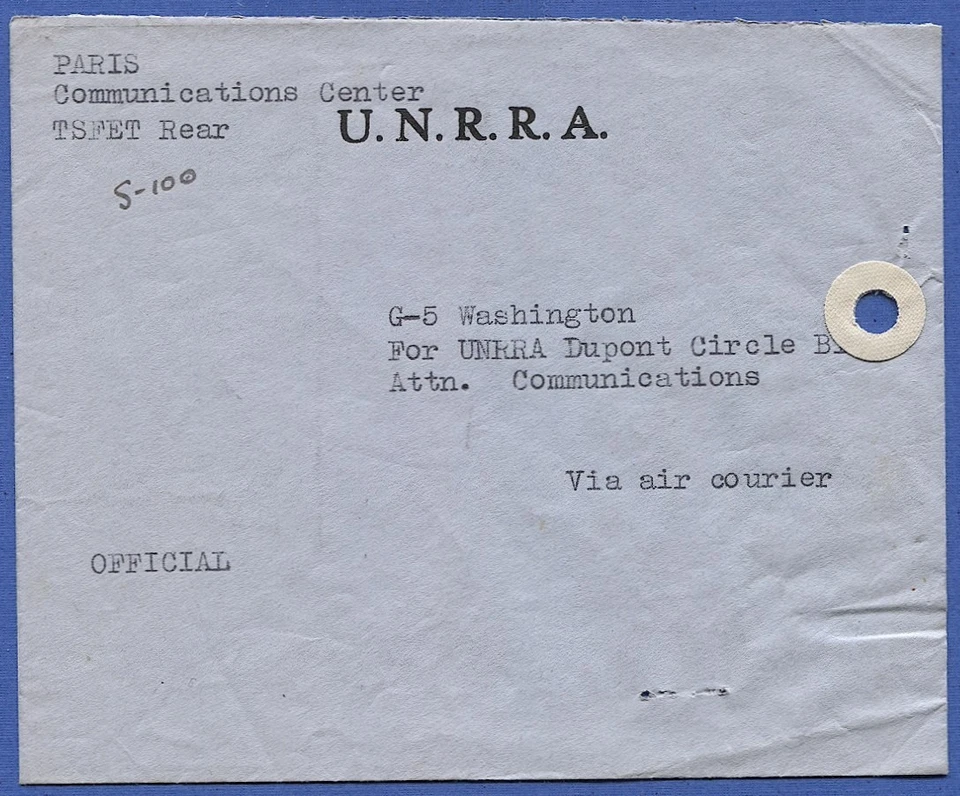 PARIS
Communications Center
TSFET Rear
U.N.R.R.A.
S-100
G-5 Washington
For UNRRA Dupont Circle
Attn. Communications
Via air courier
OFFICIAL